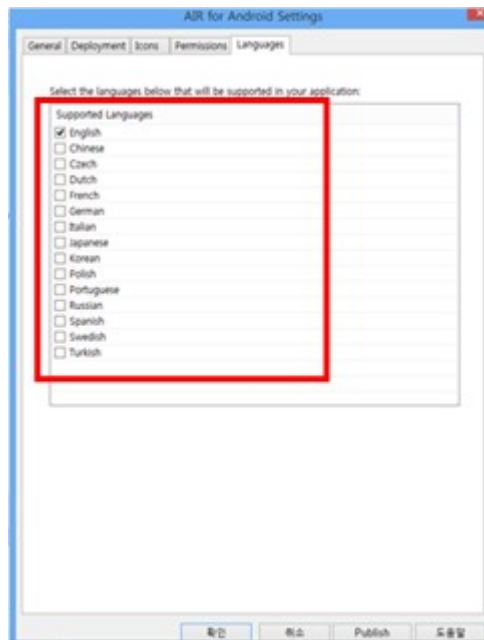 AIR for Android Settings
General Deployment Icons Permissions Languages
Select the languages below that will be supported in your application:
Supported Languages
English
Chinese
Czech
Dutch
French
German
Italian
Japanese
Korean
Polish
Portuguese
Russian
Spanish
Swedish
Turkish
확인 취소 Publish 도움말